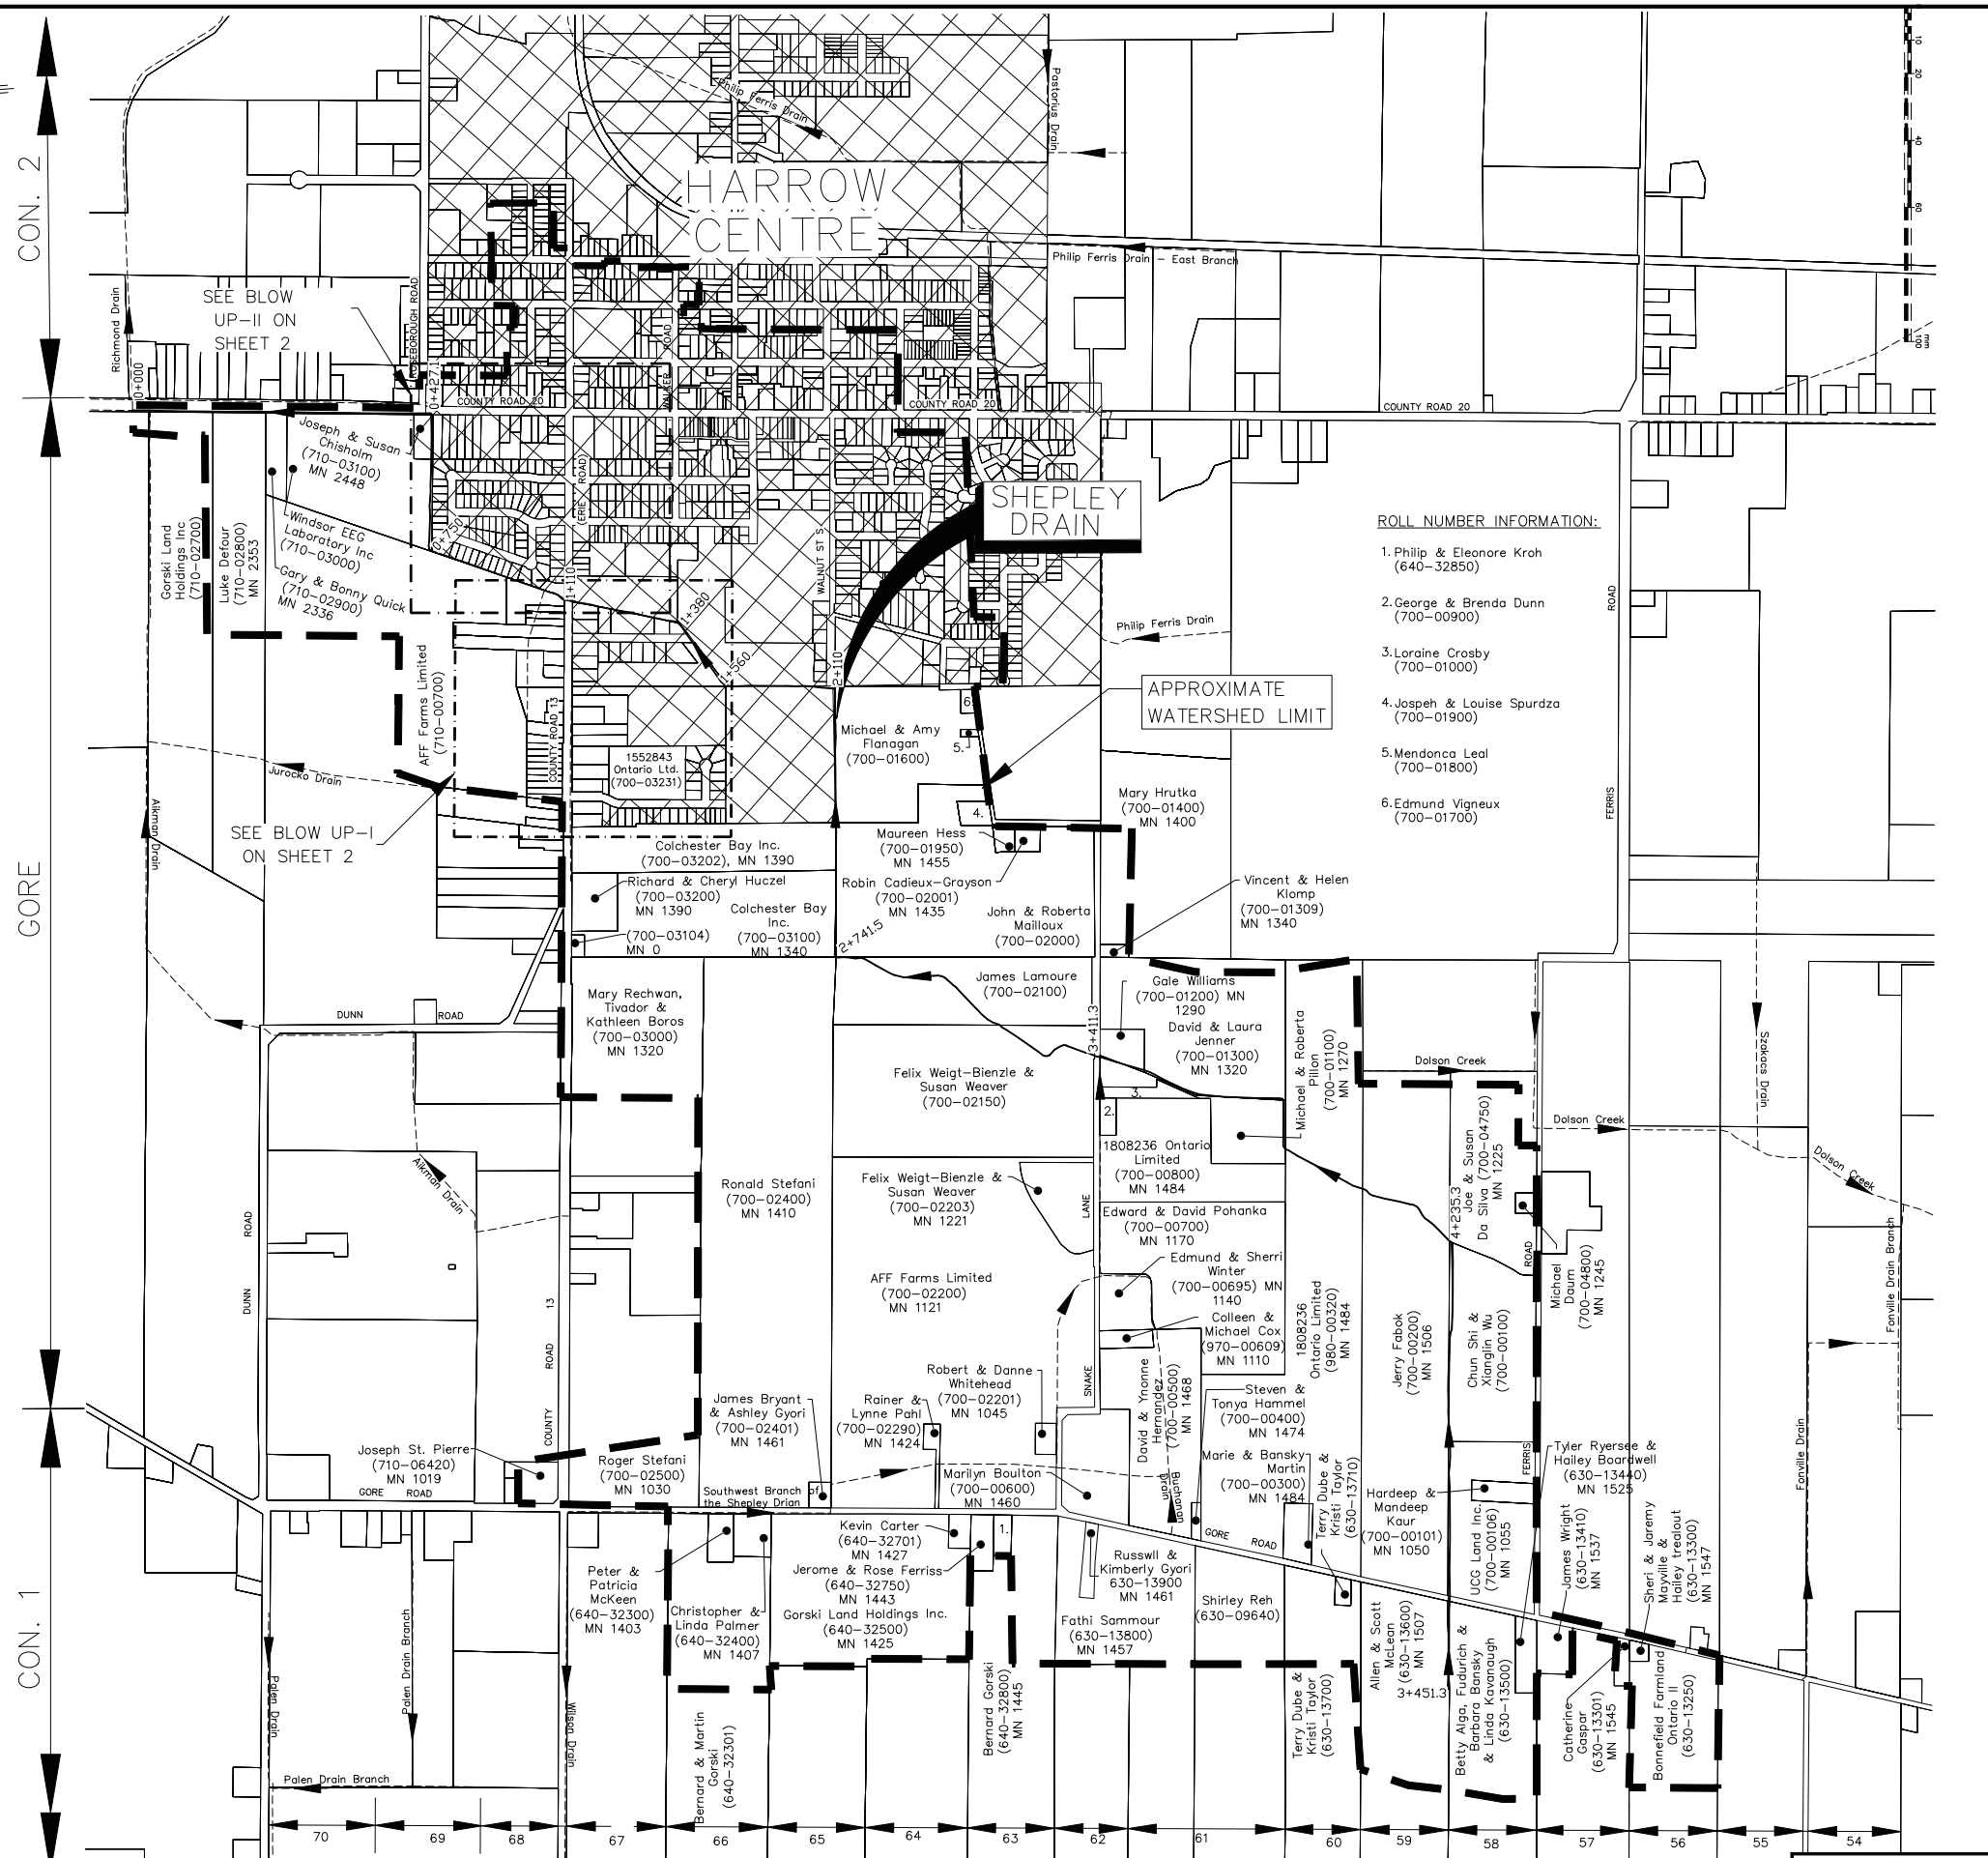 CON. 2
GORE
CON. 1
HARROW
CENTRE
Philip Ferris Drain
Pastorius Drain
Philip Ferris Drain - East Branch
10
20
40
60
100
mm
Richmond Drain
SEE BLOW
UP-II ON
SHEET 2
ROSEBOROUGH ROAD
WALKER ROAD
0+000
0+427.1
COUNTY ROAD 20
COUNTY ROAD 20
COUNTY ROAD 20
Joseph & Susan
Chisholm
(710-03100)
MN 2448
Windsor EEG
Laboratory Inc
(710-03000)
Gary & Bonny Quick
(710-02900)
MN 2336
Gorski Land
Holdings Inc
(710-02700)
Luke Defour
(710-02800)
MN 2353
(ERIE ROAD)
WALNUT ST S
0+750
1+110
1+380
1+560
2+110
SHEPLEY
DRAIN
Philip Ferris Drain
ROLL NUMBER INFORMATION:
1. Philip & Eleonore Kroh
(640-32850)
2. George & Brenda Dunn
(700-00900)
3. Loraine Crosby
(700-01000)
4. Jospeh & Louise Spurdza
(700-01900)
5. Mendonca Leal
(700-01800)
6. Edmund Vigneux
(700-01700)
FERRIS ROAD
APPROXIMATE
WATERSHED LIMIT
AFF Farms Limited
(710-00700)
COUNTY ROAD 13
1552843
Ontario Ltd.
(700-03231)
Michael & Amy
Flanagan
(700-01600)
6.
5.
4.
Jurocko Drain
Aikman Drain
SEE BLOW UP-I
ON SHEET 2
Mary Hrutka
(700-01400)
MN 1400
Maureen Hess
(700-01950)
MN 1455
Colchester Bay Inc.
(700-03202), MN 1390
Richard & Cheryl Huczel
(700-03200)
MN 1390
(700-03104)
MN 0
Colchester Bay
Inc.
(700-03100)
MN 1340
Robin Cadieux-Grayson
(700-02001)
MN 1435
John & Roberta
Mailloux
(700-02000)
Vincent & Helen
Klomp
(700-01309)
MN 1340
2+741.5
James Lamoure
(700-02100)
Gale Williams
(700-01200) MN
1290
David & Laura
Jenner
(700-01300)
MN 1320
Michael & Roberta
Pillon
(700-01100)
MN 1270
3+411.3
DUNN ROAD
Mary Rechwan,
Tivador &
Kathleen Boros
(700-03000)
MN 1320
Felix Weigt-Bienzle &
Susan Weaver
(700-02150)
3.
2.
Dolson Creek
Dolson Creek
Dolson Creek
Szakacs Drain
Joe & Susan
Da Silva (700-04750)
MN 1225
4+235.3
Aikman Drain
Ronald Stefani
(700-02400)
MN 1410
Felix Weigt-Bienzle &
Susan Weaver
(700-02203)
MN 1221
1808236 Ontario
Limited
(700-00800)
MN 1484
Edward & David Pohanka
(700-00700)
MN 1170
LANE
SNAKE
Edmund & Sherri
Winter
(700-00695) MN
1140
Colleen &
Michael Cox
(970-00609)
MN 1110
AFF Farms Limited
(700-02200)
MN 1121
DUNN ROAD
COUNTY ROAD 13
1808236
Ontario Limited
(980-00320)
MN 1484
Jerry Fabok
(700-00200)
MN 1506
Chun Shi &
Xianglin Wu
(700-00100)
FERRIS ROAD
Michael
Daum
(700-04800)
MN 1245
Fonville Drain Branch
Fonville Drain
David & Ynonne
Hernandez
(700-00500)
MN 1468
Robert & Danne
Whitehead
(700-02201)
MN 1045
James Bryant
& Ashley Gyori
(700-02401)
MN 1461
Rainer &
Lynne Pahl
(700-02290)
MN 1424
Steven &
Tonya Hammel
(700-00400)
MN 1474
Marie & Bansky
Martin
(700-00300)
MN 1484
Joseph St. Pierre
(710-06420)
MN 1019
GORE ROAD
Roger Stefani
(700-02500)
MN 1030
Southwest Branch of
the Shepley Drian
Marilyn Boulton
(700-00600)
MN 1460
Buchanan
Drain
GORE ROAD
Terry Dube &
Kristi Taylor
(630-13710)
Hardeep &
Mandeep
Kaur
(700-00101)
MN 1050
UCG Land Inc.
(700-00106)
MN 1055
Tyler Ryersee &
Hailey Boardwell
(630-13440)
MN 1525
James Wright
(630-13410)
MN 1537
Sheri & Jaremy
Mayville &
Hailey trealout
(630-13300)
MN 1547
Kevin Carter
(640-32701)
MN 1427
1.
Jerome & Rose Ferriss
(640-32750)
MN 1443
Gorski Land Holdings Inc.
(640-32500)
MN 1425
Peter &
Patricia
McKeen
(640-32300)
MN 1403
Christopher &
Linda Palmer
(640-32400)
MN 1407
Russwll &
Kimberly Gyori
630-13900
MN 1461
Fathi Sammour
(630-13800)
MN 1457
Shirley Reh
(630-09640)
Allen & Scott
McLean
(630-13600)
MN 1507
3+451.3
Betty Alga, Fudurich &
Barbara Bansky
& Linda Kavanaugh
(630-13500)
Catherine
Gaspar
(630-13301)
MN 1545
Bonnefield Farmland
Ontario II
(630-13250)
Terry Dube &
Kristi Taylor
(630-13700)
Bernard Gorski
(640-32800)
MN 1445
Bernard & Martin
Gorski
(640-32301)
Palen Drain
Palen Drain Branch
Wilson Drain
Palen Drain Branch
70 69 68 67 66 65 64 63 62 61 60 59 58 57 56 55 54